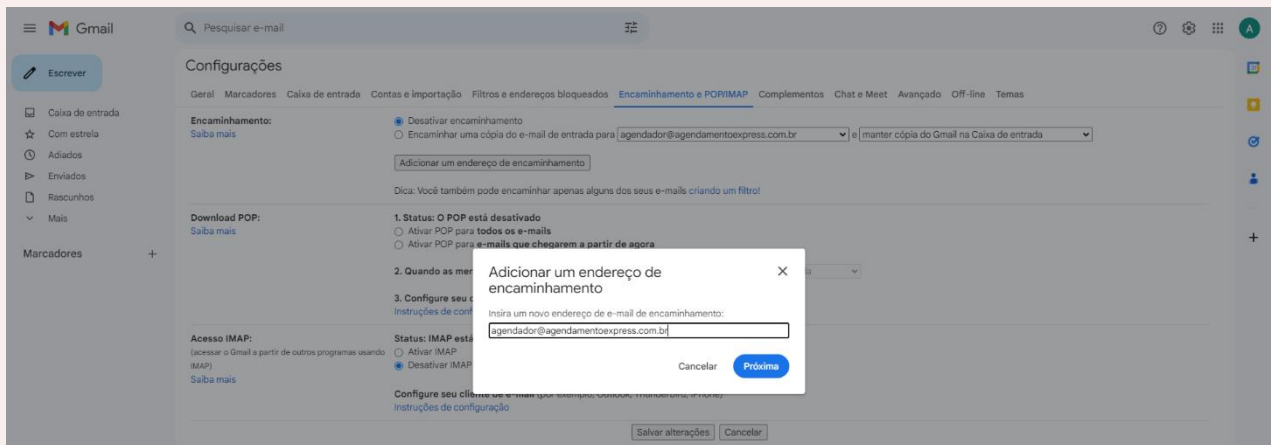 Gmail
Pesquisar e-mail
A
Escrever
Caixa de entrada
Com estrela
Adiados
Enviados
Rascunhos
Mais
Marcadores
Configurações
Geral Marcadores Caixa de entrada Contas e importação Filtros e endereços bloqueados Encaminhamento e POP/IMAP Complementos Chat e Meet Avançado Off-line Temas
Encaminhamento:
Saiba mais
Desativar encaminhamento
Encaminhar uma cópia do e-mail de entrada para agendador@agendamentoexpress.com.br e manter cópia do Gmail na Caixa de entrada
Adicionar um endereço de encaminhamento
Dica: Você também pode encaminhar apenas alguns dos seus e-mails criando um filtro!
Download POP:
Saiba mais
1. Status: O POP está desativado
Ativar POP para todos os e-mails
Ativar POP para e-mails que chegarem a partir de agora
2. Quando as mer
3. Configure seu
Instruções de conf
Acesso IMAP:
(acessar o Gmail a partir de outros programas usando
IMAP)
Saiba mais
Status: IMAP está
Ativar IMAP
Desativar IMAP
Configure seu cliente de e-mail (por exemplo, Outlook, Thunderbird, iPhone)
Instruções de configuração
Salvar alterações Cancelar
Adicionar um endereço de
encaminhamento
Insira um novo endereço de e-mail de encaminhamento:
agendador@agendamentoexpress.com.br
Cancelar Próxima